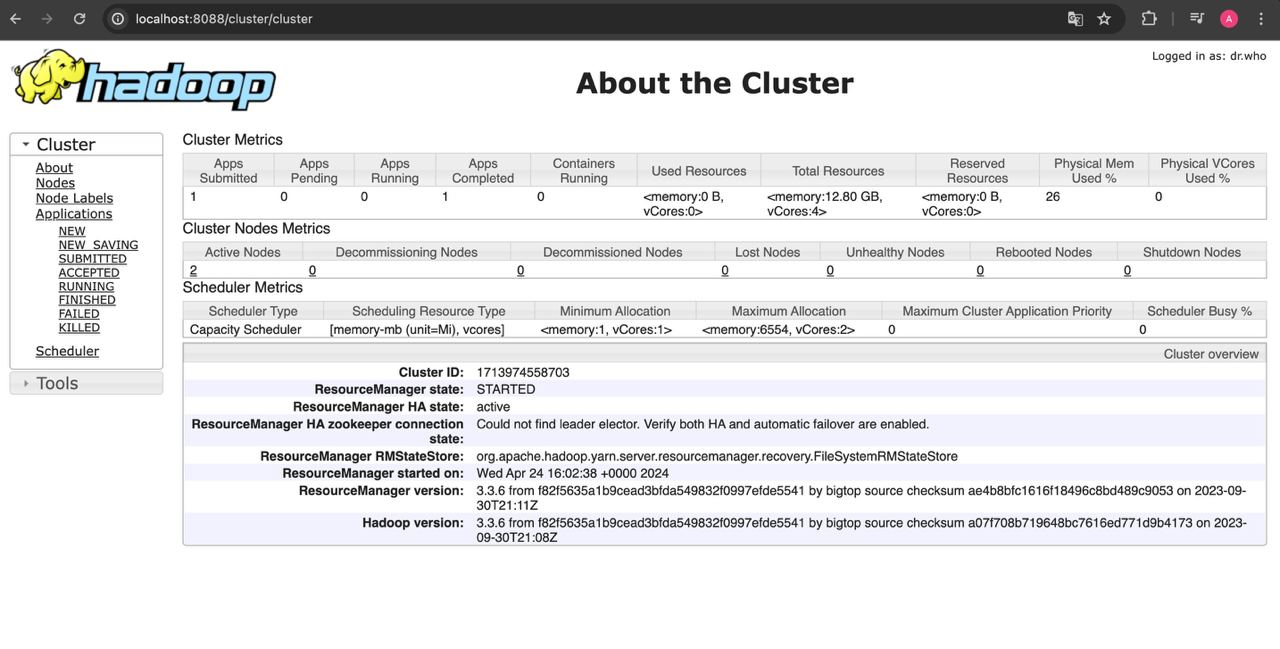 localhost:8088/cluster/cluster
A
Logged in as: dr.who
hadoop
About the Cluster
Cluster
About
Nodes
Node Labels
Applications
NEW
NEW_SAVING
SUBMITTED
ACCEPTED
RUNNING
FINISHED
FAILED
KILLED
Scheduler
Tools
Cluster Metrics
Apps Submitted Apps Pending Apps Running Apps Completed Containers Running Used Resources Total Resources Reserved Resources Physical Mem Used % Physical VCores Used %
1 0 0 1 0 <memory:0 B, vCores:0> <memory:12.80 GB, vCores:4> <memory:0 B, vCores:0> 26 0
Cluster Nodes Metrics
Active Nodes Decommissioning Nodes Decommissioned Nodes Lost Nodes Unhealthy Nodes Rebooted Nodes Shutdown Nodes
2 0 0 0 0 0 0
Scheduler Metrics
Scheduler Type Scheduling Resource Type Minimum Allocation Maximum Allocation Maximum Cluster Application Priority Scheduler Busy %
Capacity Scheduler [memory-mb (unit=Mi), vcores] <memory:1, vCores:1> <memory:6554, vCores:2> 0 0
Cluster overview
Cluster ID: 1713974558703
ResourceManager state: STARTED
ResourceManager HA state: active
ResourceManager HA zookeeper connection state: Could not find leader elector. Verify both HA and automatic failover are enabled.
ResourceManager RMStateStore: org.apache.hadoop.yarn.server.resourcemanager.recovery.FileSystemRMStateStore
ResourceManager started on: Wed Apr 24 16:02:38 +0000 2024
ResourceManager version: 3.3.6 from f82f5635a1b9cead3bfda549832f0997efde5541 by bigtop source checksum ae4b8bfc1616f18496c8bd489c9053 on 2023-09-
30T21:11Z
Hadoop version: 3.3.6 from f82f5635a1b9cead3bfda549832f0997efde5541 by bigtop source checksum a07f708b719648bc7616ed771d9b4173 on 2023-
09-30T21:08Z